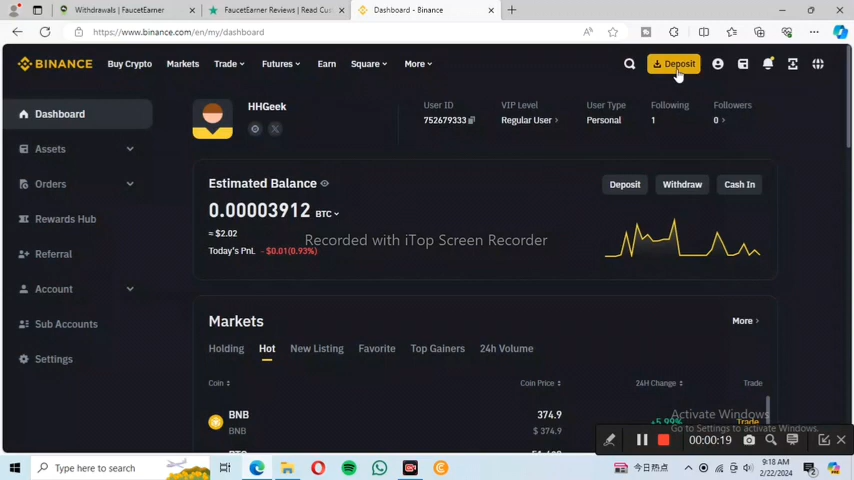 Withdrawals | FaucetEarner
FaucetEarner Reviews | Read Cus
Dashboard - Binance
https://www.binance.com/en/my/dashboard
BINANCE
Buy Crypto
Markets
Trade
Futures
Earn
Square
More
Deposit
Dashboard
Assets
Orders
Rewards Hub
Referral
Account
Sub Accounts
Settings
HHGeek
User ID
752679333
VIP Level
Regular User
User Type
Personal
Following
1
Followers
0
Estimated Balance
Deposit
Withdraw
Cash In
0.00003912 BTC
≈ $2.02
Today's Pnl. - $0.01(0.93%)
Recorded with iTop Screen Recorder
Markets
More
Holding
Hot
New Listing
Favorite
Top Gainers
24h Volume
Coin
Coin Price
24H Change
Trade
BNB
BNB
374.9
$ 374.9
+5.99%
Trade
Activate Windows
Go to Settings to activate Windows.
00:00:19
Type here to search
今日热点
9:18 AM
2/22/2024